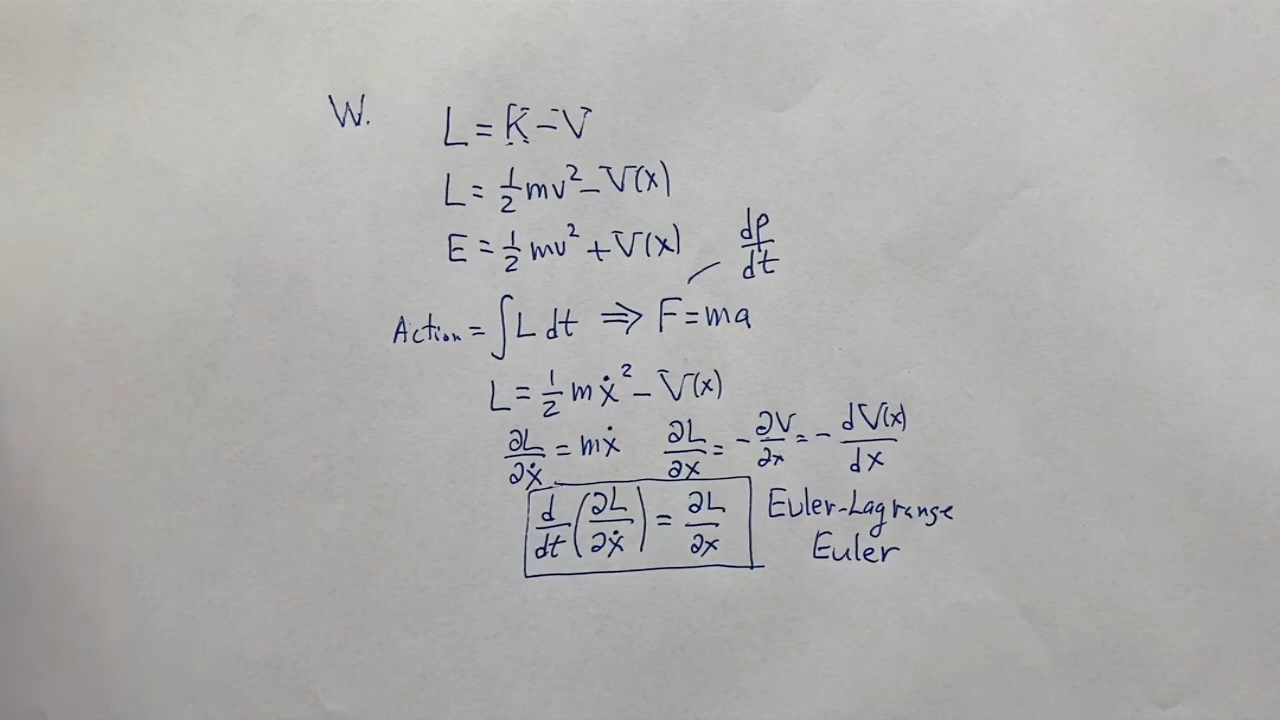 W. L = K − V
L = ½mv² − V(x)
E = ½mv² + V(x)
dp/dt
Action = ∫L dt ⇒ F = ma
L = ½mẋ² − V(x)
∂L/∂ẋ = mẋ ∂L/∂x = −∂V/∂x = −dV(x)/dx
d/dt(∂L/∂ẋ) = ∂L/∂x Euler-Lagrange
Euler